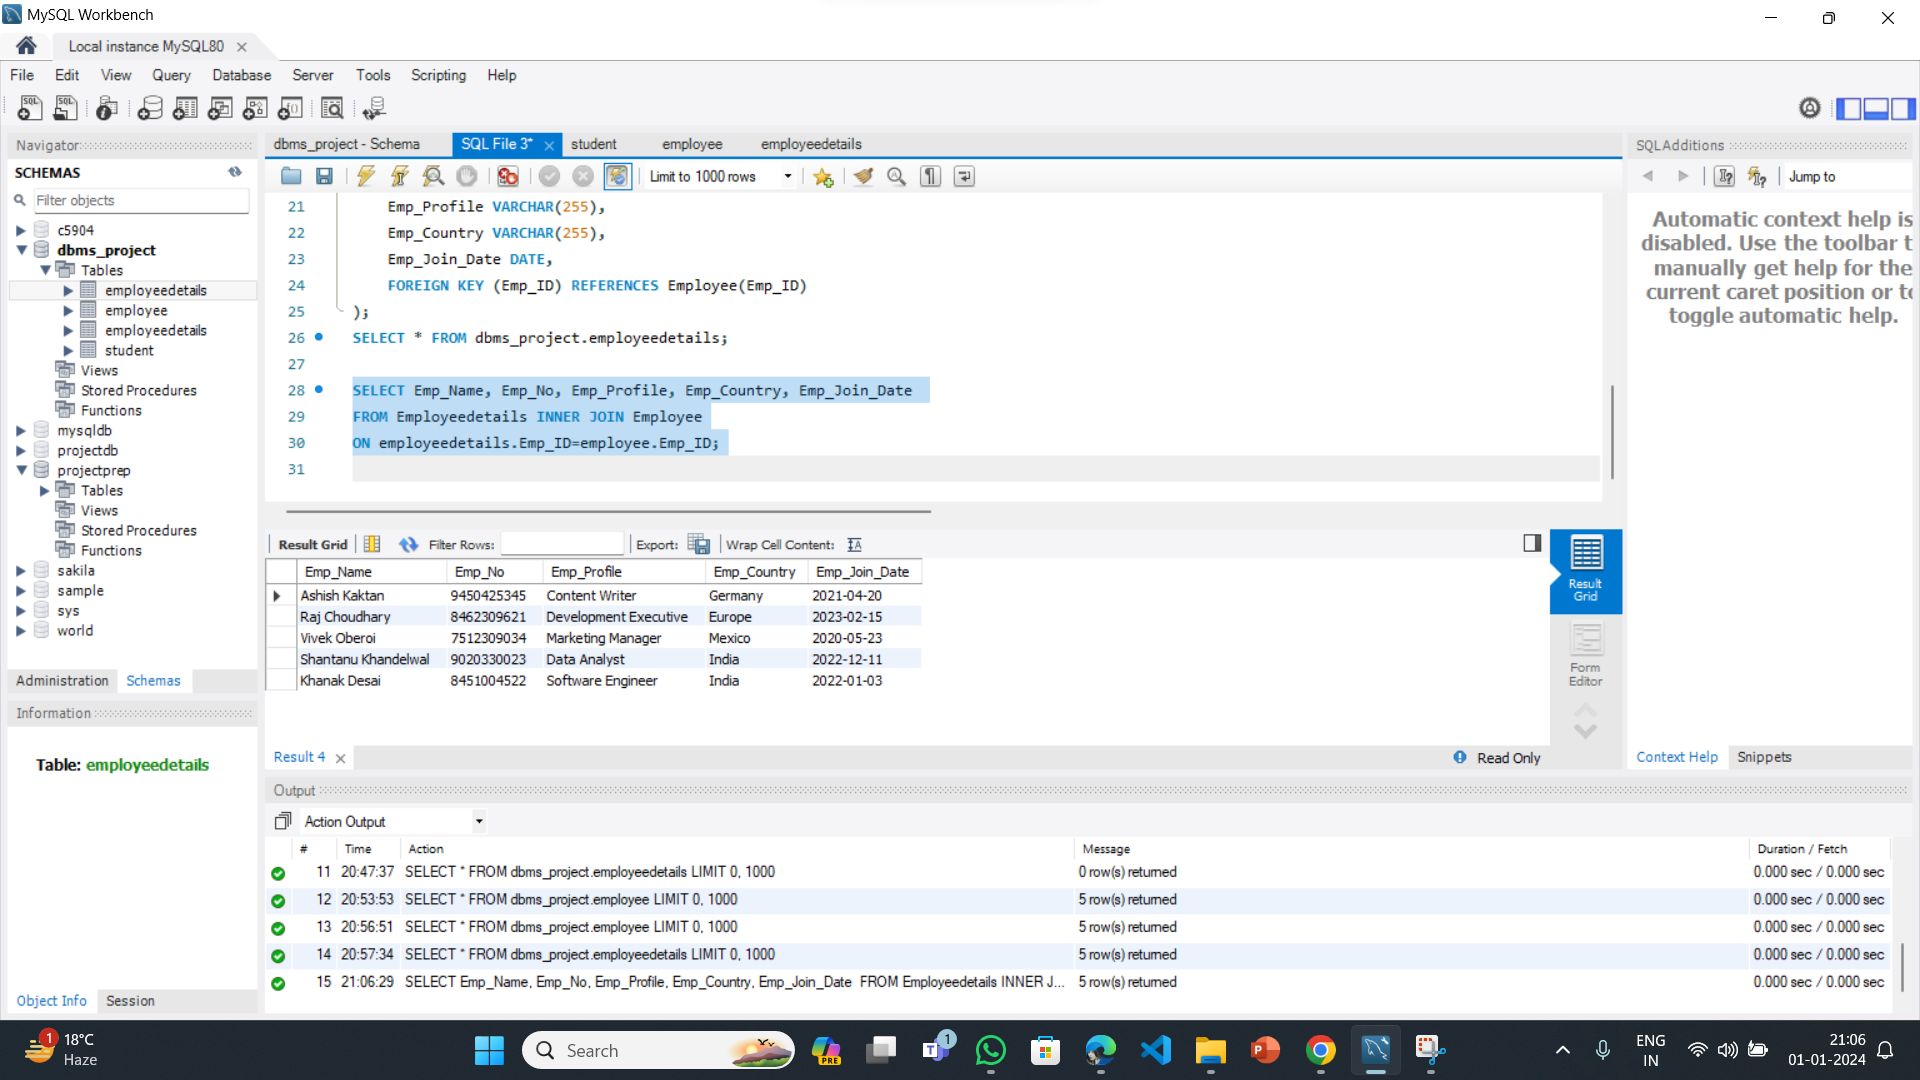 MySQL Workbench
Local instance MySQL80
File Edit View Query Database Server Tools Scripting Help
Navigator
SCHEMAS
Filter objects
c5904
dbms_project
Tables
employeedetails
employee
employeedetails
student
Views
Stored Procedures
Functions
mysqldb
projectdb
projectprep
Tables
Views
Stored Procedures
Functions
sakila
sample
sys
world
Administration Schemas
Information
Table: employeedetails
Object Info Session
dbms_project - Schema SQL File 3* student employee employeedetails
Limit to 1000 rows
21 Emp_Profile VARCHAR(255),
22 Emp_Country VARCHAR(255),
23 Emp_Join_Date DATE,
24 FOREIGN KEY (Emp_ID) REFERENCES Employee(Emp_ID)
25 );
26 SELECT * FROM dbms_project.employeedetails;
27
28 SELECT Emp_Name, Emp_No, Emp_Profile, Emp_Country, Emp_Join_Date
29 FROM Employeedetails INNER JOIN Employee
30 ON employeedetails.Emp_ID=employee.Emp_ID;
31
Result Grid Filter Rows: Export: Wrap Cell Content:
Emp_Name Emp_No Emp_Profile Emp_Country Emp_Join_Date
Ashish Kaktan 9450425345 Content Writer Germany 2021-04-20
Raj Choudhary 8462309621 Development Executive Europe 2023-02-15
Vivek Oberoi 7512309034 Marketing Manager Mexico 2020-05-23
Shantanu Khandelwal 9020330023 Data Analyst India 2022-12-11
Khanak Desai 8451004522 Software Engineer India 2022-01-03
Result Grid
Form Editor
Result 4
Read Only
SQLAdditions
Jump to
Automatic context help is
disabled. Use the toolbar t
manually get help for the
current caret position or to
toggle automatic help.
Context Help Snippets
Output
Action Output
# Time Action Message Duration / Fetch
11 20:47:37 SELECT * FROM dbms_project.employeedetails LIMIT 0, 1000 0 row(s) returned 0.000 sec / 0.000 sec
12 20:53:53 SELECT * FROM dbms_project.employee LIMIT 0, 1000 5 row(s) returned 0.000 sec / 0.000 sec
13 20:56:51 SELECT * FROM dbms_project.employee LIMIT 0, 1000 5 row(s) returned 0.000 sec / 0.000 sec
14 20:57:34 SELECT * FROM dbms_project.employeedetails LIMIT 0, 1000 5 row(s) returned 0.000 sec / 0.000 sec
15 21:06:29 SELECT Emp_Name, Emp_No, Emp_Profile, Emp_Country, Emp_Join_Date FROM Employeedetails INNER J... 5 row(s) returned 0.000 sec / 0.000 sec
1
18°C
Haze
Search
PRE
1
ENG
IN
21:06
01-01-2024